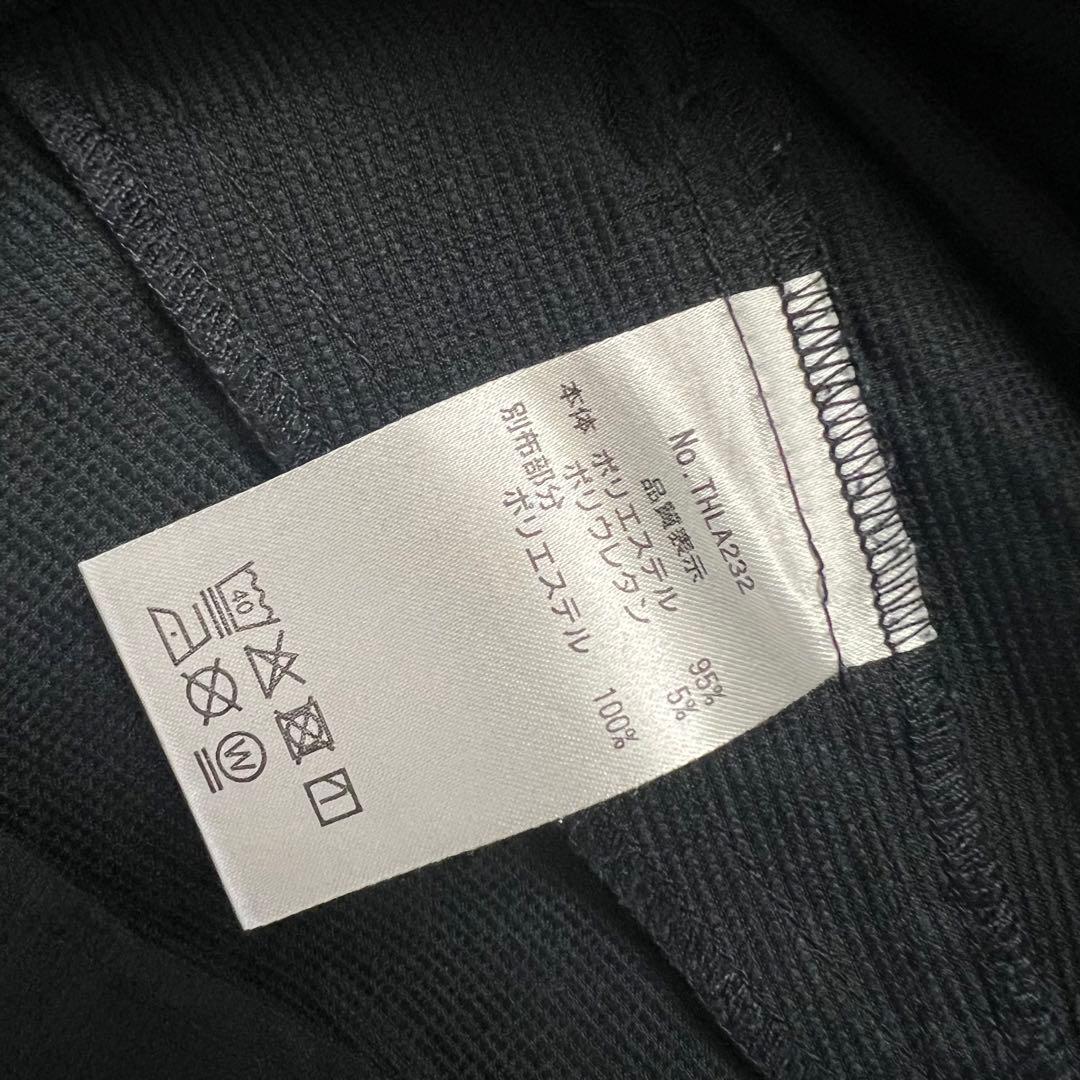 No.THLA232
品質表示
本体 ポリエステル 95%
ポリウレタン 5%
別布部分
ポリエステル 100%
40
W